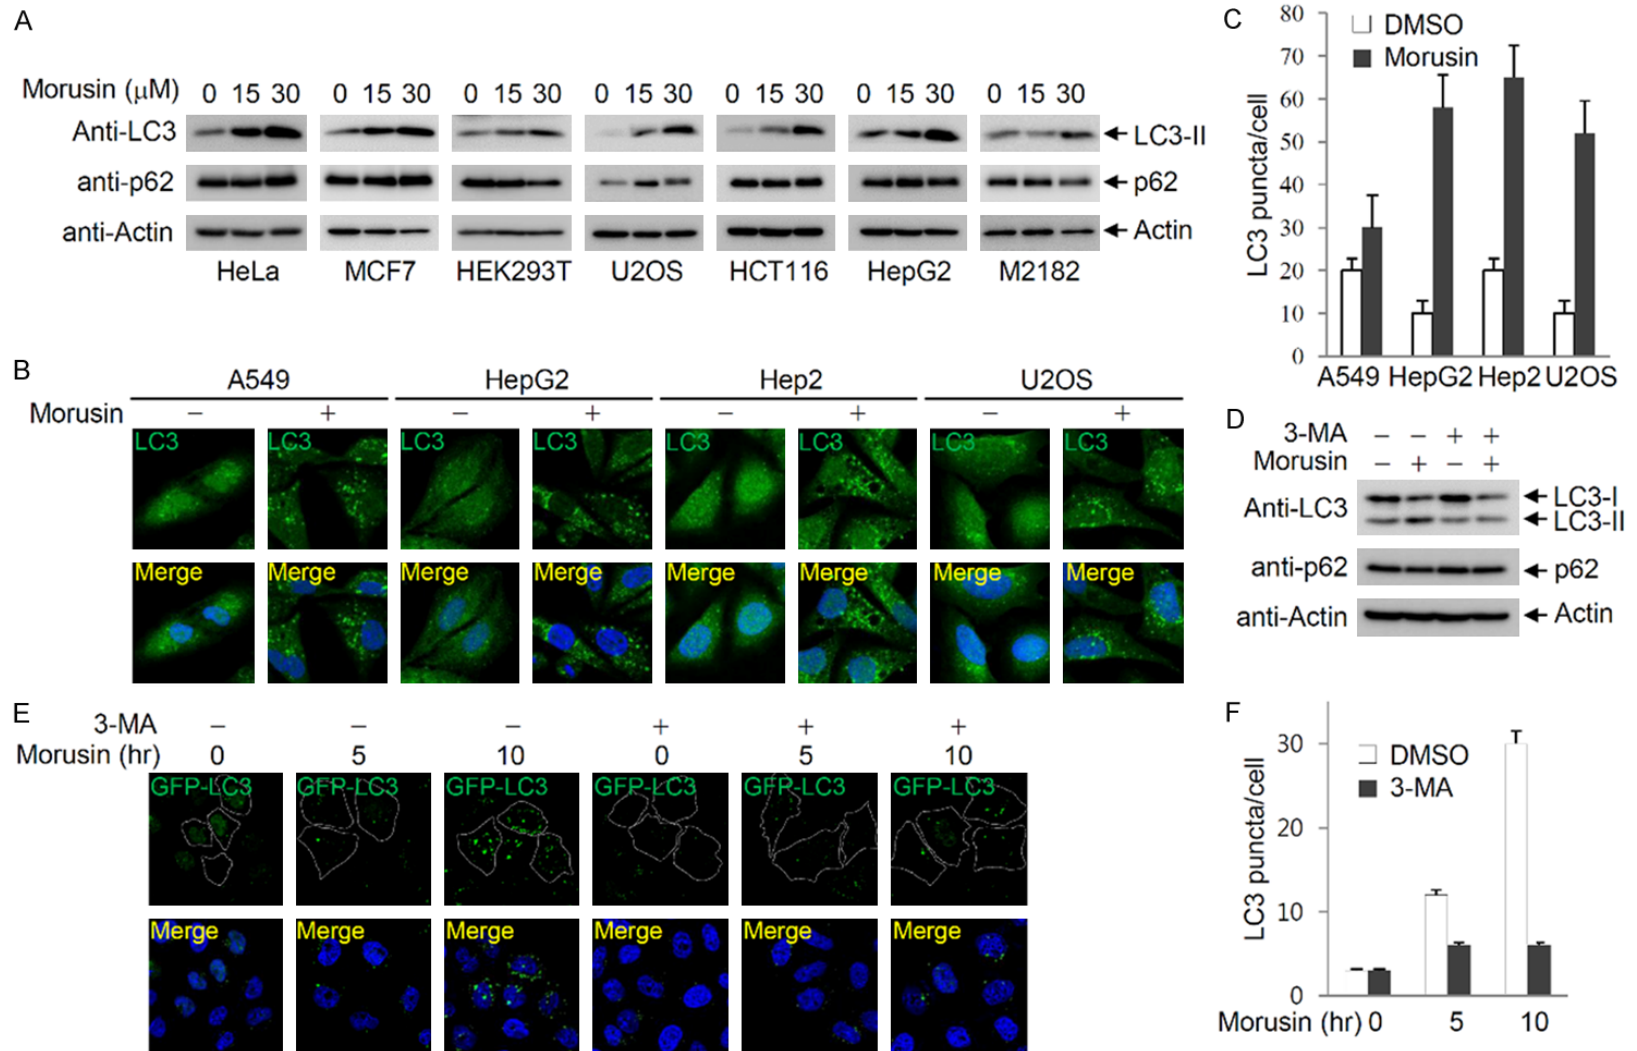 A
Morusin (μM) 0 15 30 0 15 30 0 15 30 0 15 30 0 15 30 0 15 30 0 15 30
Anti-LC3 LC3-II
anti-p62 p62
anti-Actin Actin
HeLa MCF7 HEK293T U2OS HCT116 HepG2 M2182
B
A549 HepG2 Hep2 U2OS
Morusin − + − + − + − +
LC3 LC3 LC3 LC3 LC3 LC3 LC3 LC3
Merge Merge Merge Merge Merge Merge Merge Merge
C
80
70
60
50
40
30
20
10
0
LC3 puncta/cell
DMSO
Morusin
A549 HepG2 Hep2 U2OS
D
3-MA − − + +
Morusin − + − +
Anti-LC3 LC3-I
LC3-II
anti-p62 p62
anti-Actin Actin
E
3-MA − − − + + +
Morusin (hr) 0 5 10 0 5 10
GFP-LC3 GFP-LC3 GFP-LC3 GFP-LC3 GFP-LC3 GFP-LC3
Merge Merge Merge Merge Merge Merge
F
30
20
10
0
LC3 puncta/cell
DMSO
3-MA
Morusin (hr) 0 5 10